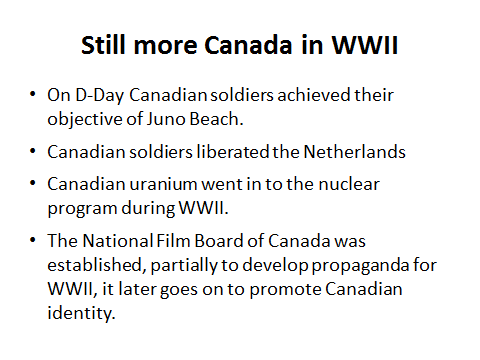 Still more Canada in WWII
• On D-Day Canadian soldiers achieved their
objective of Juno Beach.
• Canadian soldiers liberated the Netherlands
• Canadian uranium went in to the nuclear
program during WWII.
• The National Film Board of Canada was
established, partially to develop propaganda for
WWII, it later goes on to promote Canadian
identity.